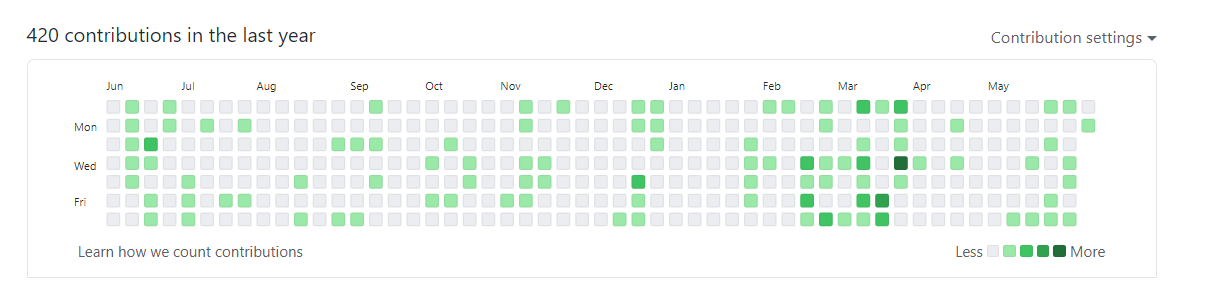 420 contributions in the last year
Contribution settings
Jun Jul Aug Sep Oct Nov Dec Jan Feb Mar Apr May
Mon
Wed
Fri
Learn how we count contributions
Less More